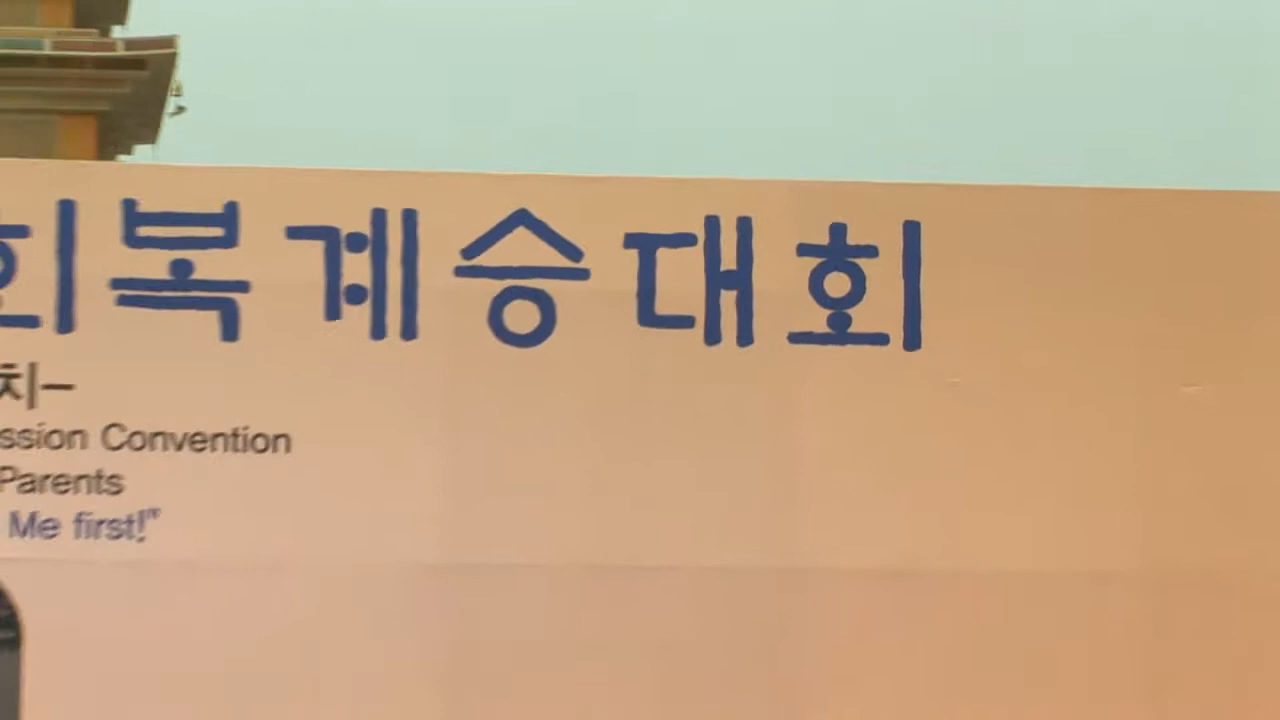 회복계승대회
치–
ssion Convention
Parents
Me first!"